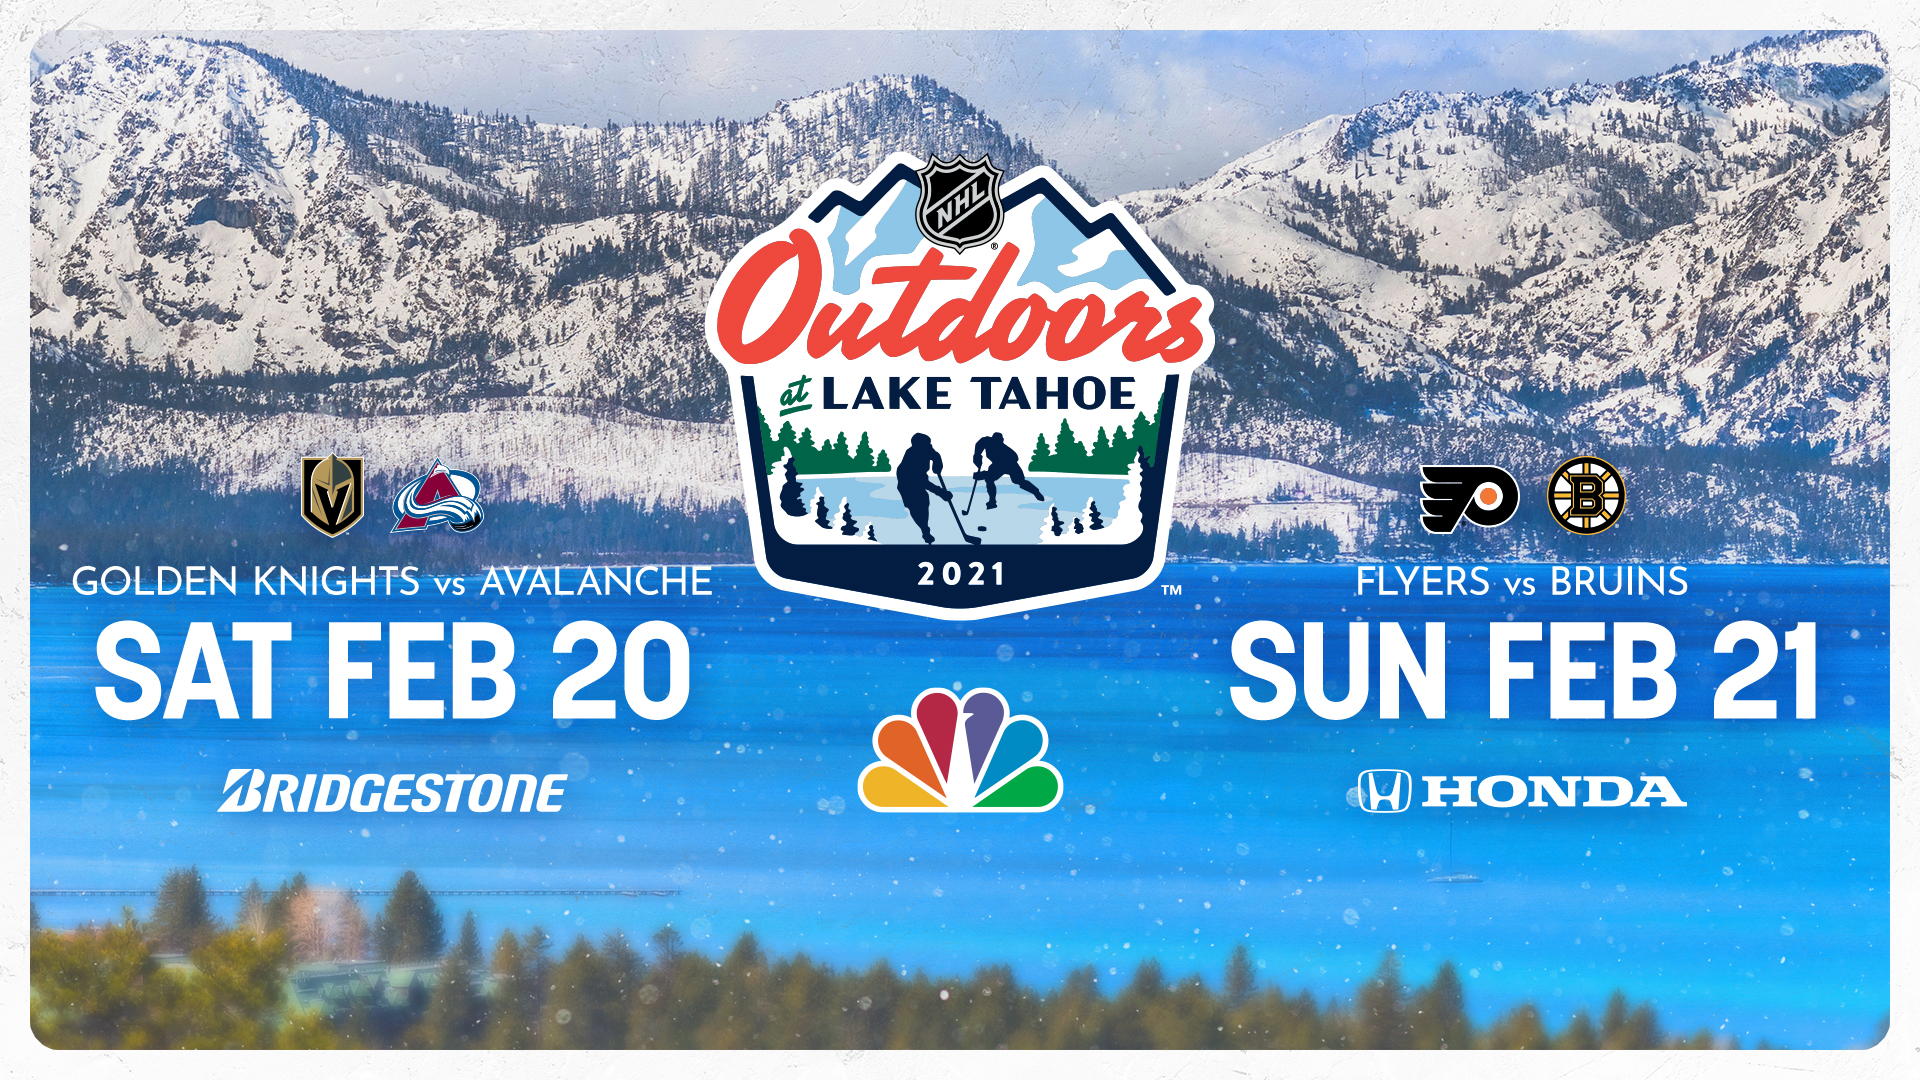 NHL
®
Outdoors
at LAKE TAHOE
2021
TM
GOLDEN KNIGHTS vs AVALANCHE
SAT FEB 20
BRIDGESTONE
A
B
FLYERS vs BRUINS
SUN FEB 21
HONDA